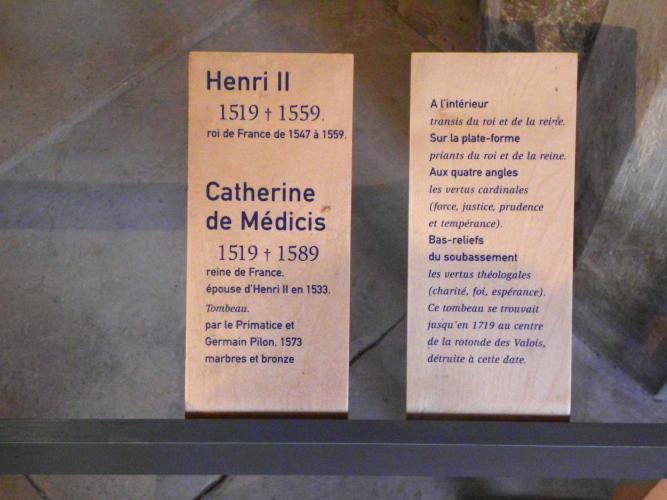 Henri II
1519 † 1559.
roi de France de 1547 à 1559.
Catherine
de Médicis
1519 † 1589
reine de France,
épouse d'Henri II en 1533.
Tombeau.
par le Primatice et
Germain Pilon, 1573
marbres et bronze
A l'intérieur
transis du roi et de la reine.
Sur la plate-forme
priants du roi et de la reine.
Aux quatre angles
les vertus cardinales
(force, justice, prudence
et tempérance).
Bas-reliefs
du soubassement
les vertus théologales
(charité, foi, espérance).
Ce tombeau se trouvait
jusqu'en 1719 au centre
de la rotonde des Valois,
détruite à cette date.